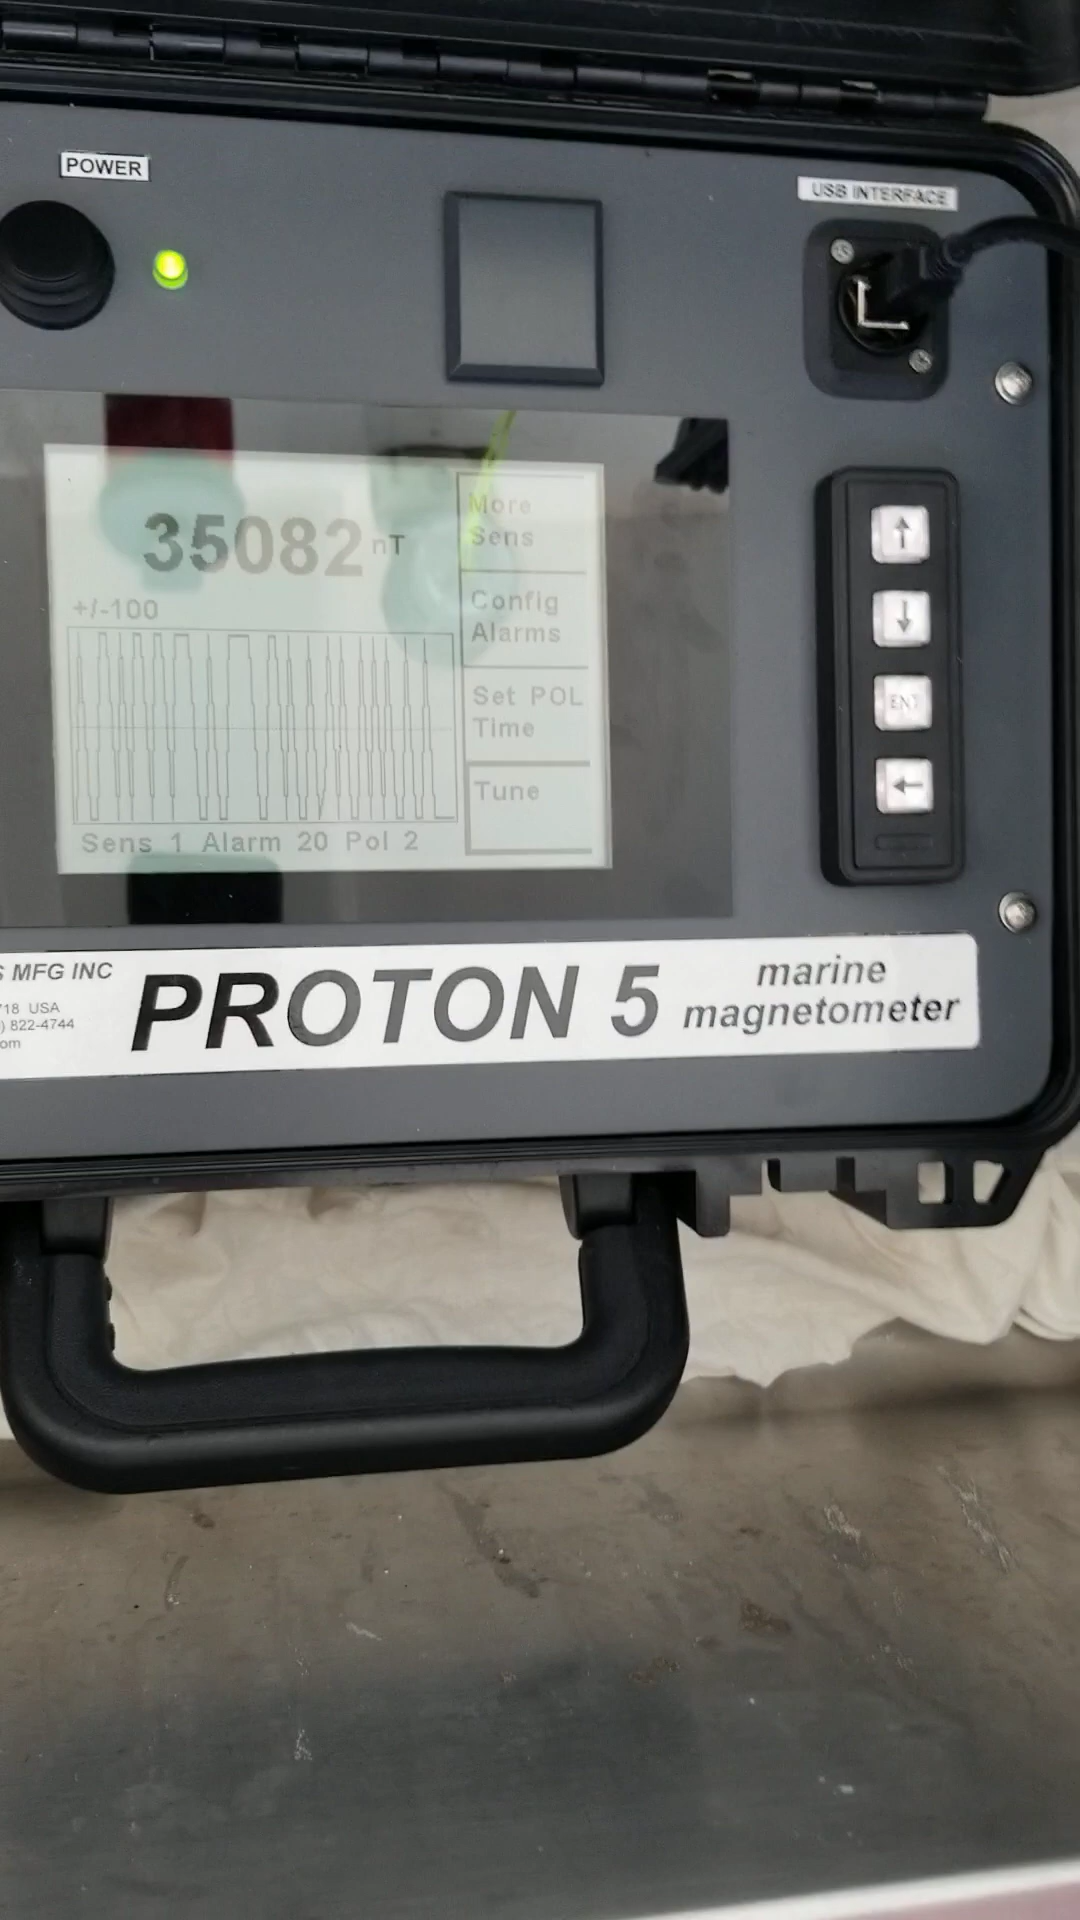 POWER
USB INTERFACE
35082 nT
+/-100
More
Sens
Config
Alarms
Set POL
Time
Tune
Sens 1 Alarm 20 Pol 2
ENT
S MFG INC
718 USA
) 822-4744
om
PROTON 5
marine
magnetometer